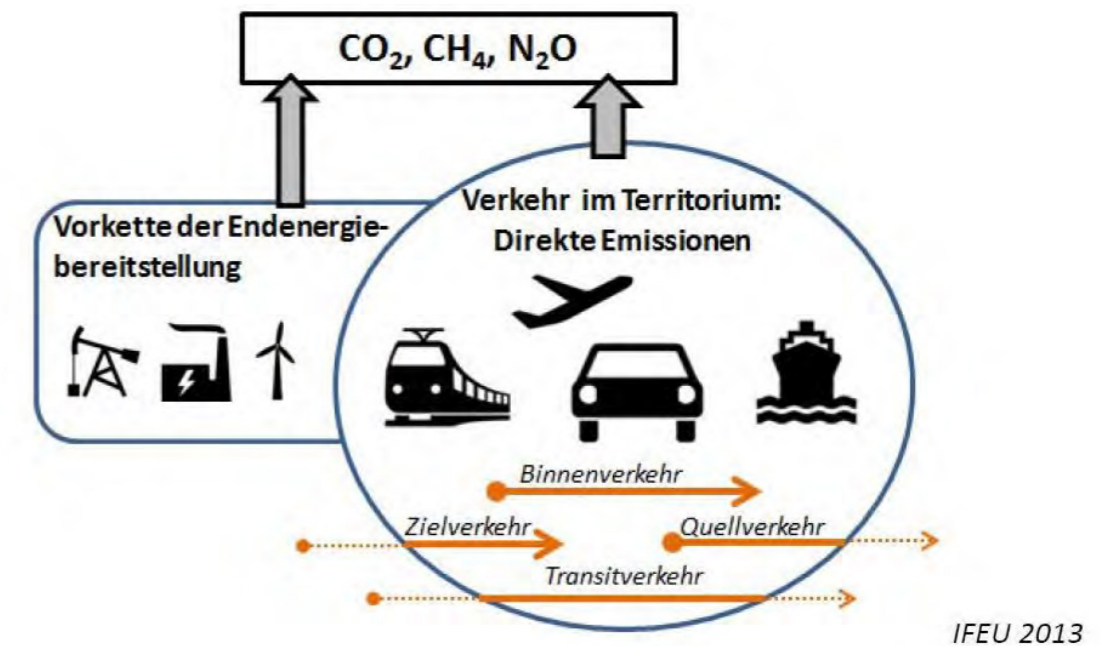 CO₂, CH₄, N₂O
Vorkette der Endenergie-
bereitstellung
Verkehr im Territorium:
Direkte Emissionen
Binnenverkehr
Zielverkehr
Quellverkehr
Transitverkehr
IFEU 2013